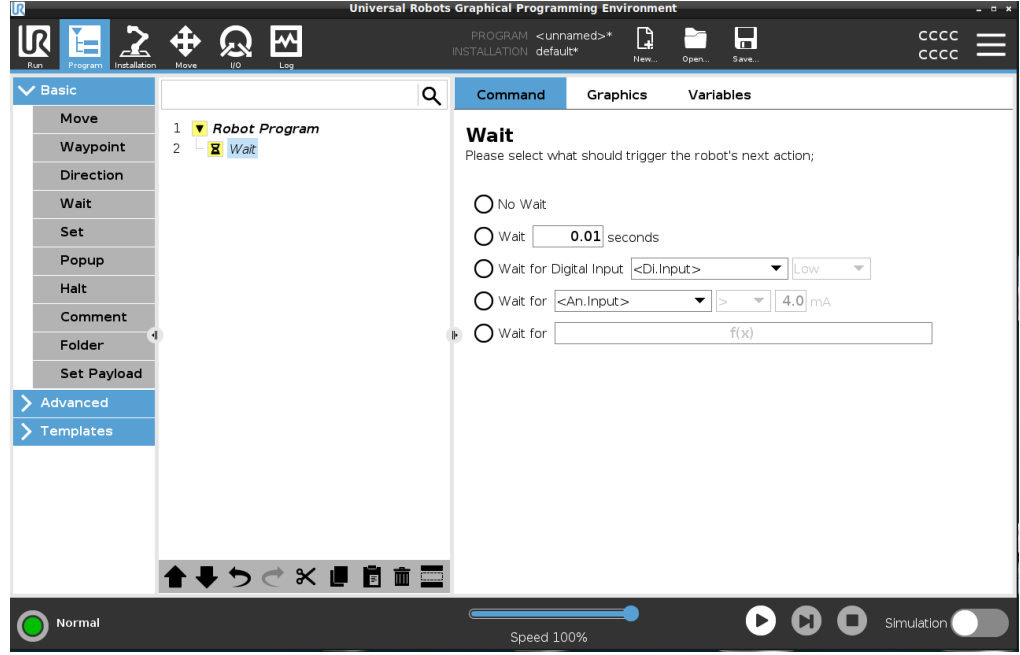 Universal Robots Graphical Programming Environment
UR
Run
Program
Installation
Move
I/O
Log
PROGRAM <unnamed>*
INSTALLATION default*
New...
Open...
Save...
CCCC
CCCC
Basic
Move
Waypoint
Direction
Wait
Set
Popup
Halt
Comment
Folder
Set Payload
Advanced
Templates
1 Robot Program
2 Wait
Command Graphics Variables
Wait
Please select what should trigger the robot's next action;
No Wait
Wait 0.01 seconds
Wait for Digital Input <Di.Input> Low
Wait for <An.Input> > 4.0 mA
Wait for f(x)
Normal
Speed 100%
Simulation